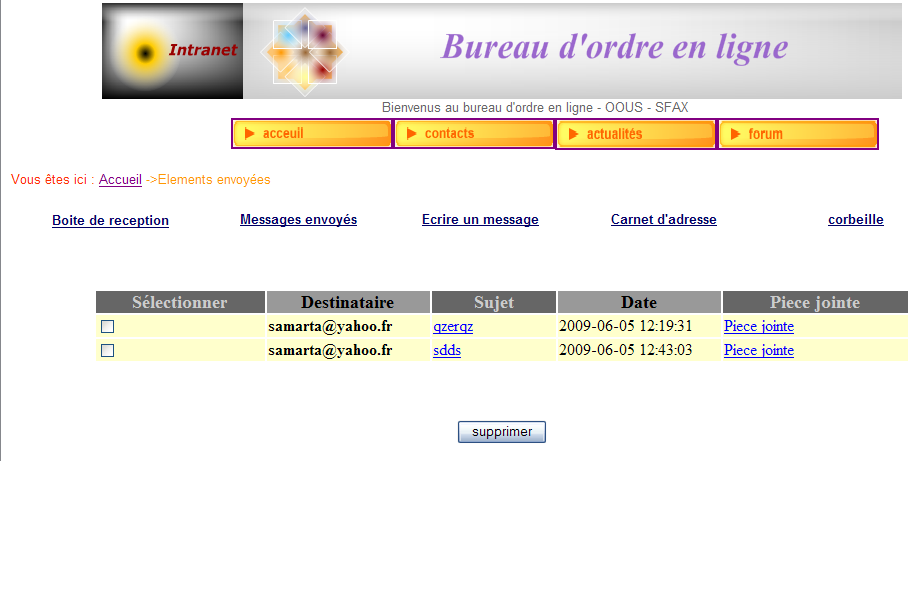 Intranet
Bureau d'ordre en ligne
Bienvenus au bureau d'ordre en ligne - OOUS - SFAX
acceuil contacts actualités forum
Vous êtes ici : Accueil ->Elements envoyées
Boite de reception Messages envoyés Ecrire un message Carnet d'adresse corbeille
Sélectionner Destinataire Sujet Date Piece jointe
samarta@yahoo.fr qzerqz 2009-06-05 12:19:31 Piece jointe
samarta@yahoo.fr sdds 2009-06-05 12:43:03 Piece jointe
supprimer